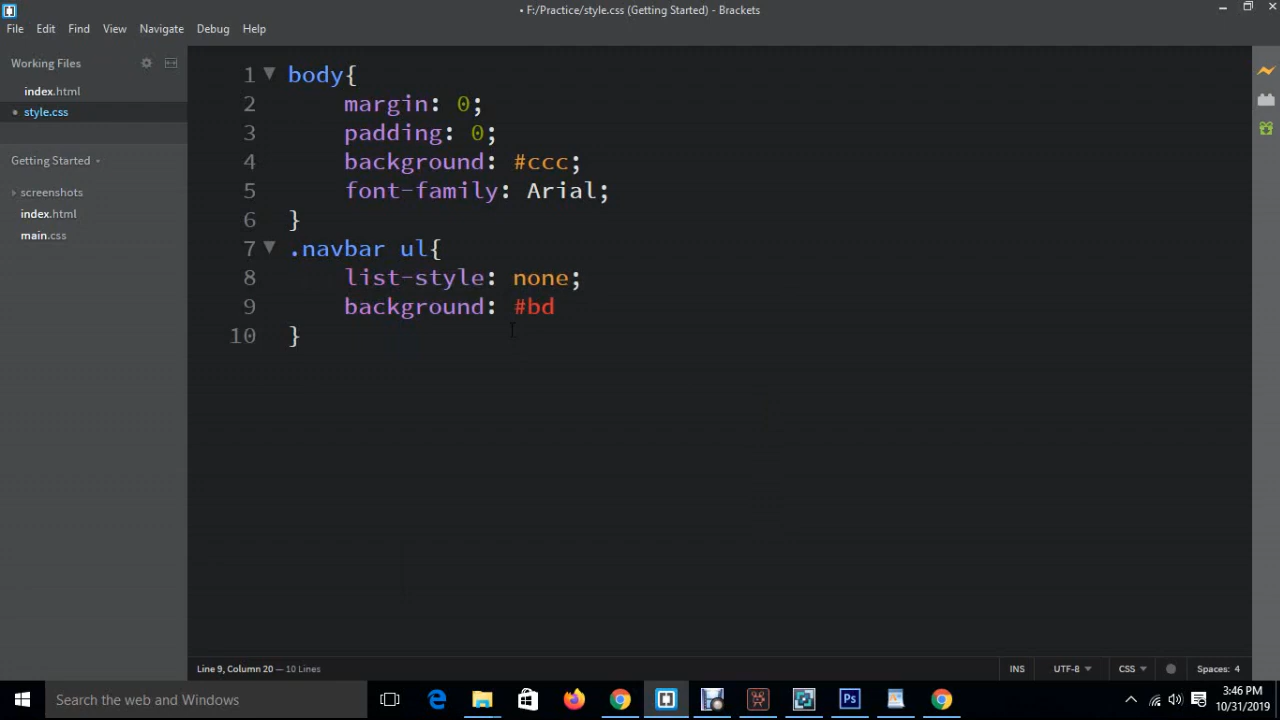 • F:/Practice/style.css (Getting Started) - Brackets
File Edit Find View Navigate Debug Help
Working Files
index.html
• style.css
Getting Started
screenshots
index.html
main.css
1 body{
2 margin: 0;
3 padding: 0;
4 background: #ccc;
5 font-family: Arial;
6 }
7 .navbar ul{
8 list-style: none;
9 background: #bd
10 }
Line 9, Column 20 — 10 Lines
INS UTF-8 CSS Spaces: 4
Search the web and Windows
Ps
3:46 PM
10/31/2019